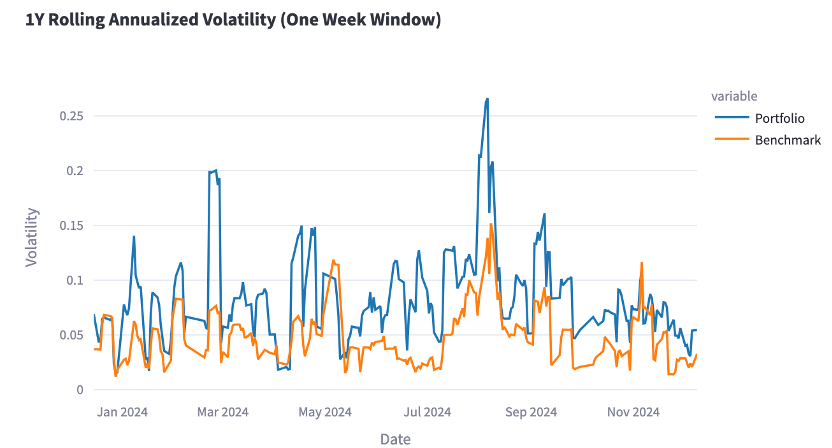 1Y Rolling Annualized Volatility (One Week Window)
variable
Portfolio
Benchmark
Volatility
0.25
0.2
0.15
0.1
0.05
0
Jan 2024 Mar 2024 May 2024 Jul 2024 Sep 2024 Nov 2024
Date